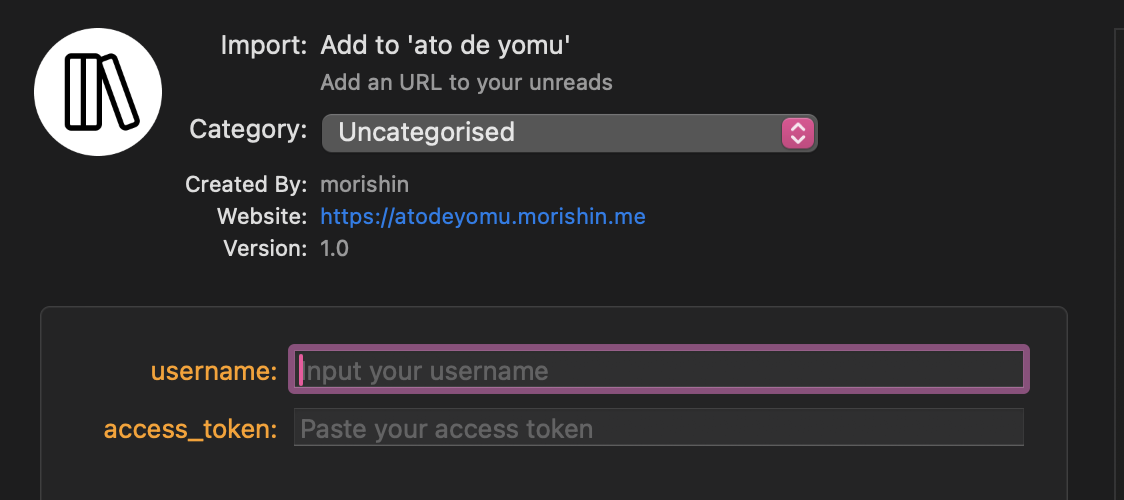 Import: Add to 'ato de yomu'
Add an URL to your unreads
Category: Uncategorised
Created By: morishin
Website: https://atodeyomu.morishin.me
Version: 1.0
username: Input your username
access_token: Paste your access token